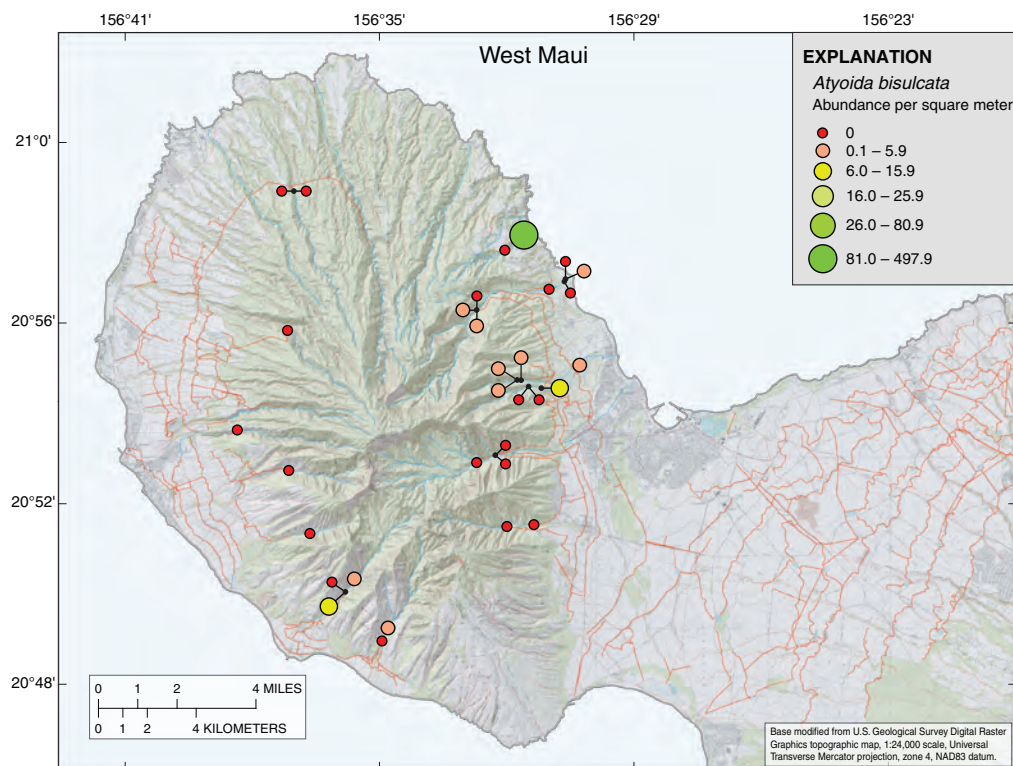 156°41' 156°35' 156°29' 156°23'
West Maui
EXPLANATION
Atyoida bisulcata
Abundance per square meter
0
0.1 – 5.9
6.0 – 15.9
16.0 – 25.9
26.0 – 80.9
81.0 – 497.9
21°0'
20°56'
20°52'
20°48'
0 1 2 4 MILES
0 1 2 4 KILOMETERS
Base modified from U.S. Geological Survey Digital Raster
Graphics topographic map, 1:24,000 scale, Universal
Transverse Mercator projection, zone 4, NAD83 datum.